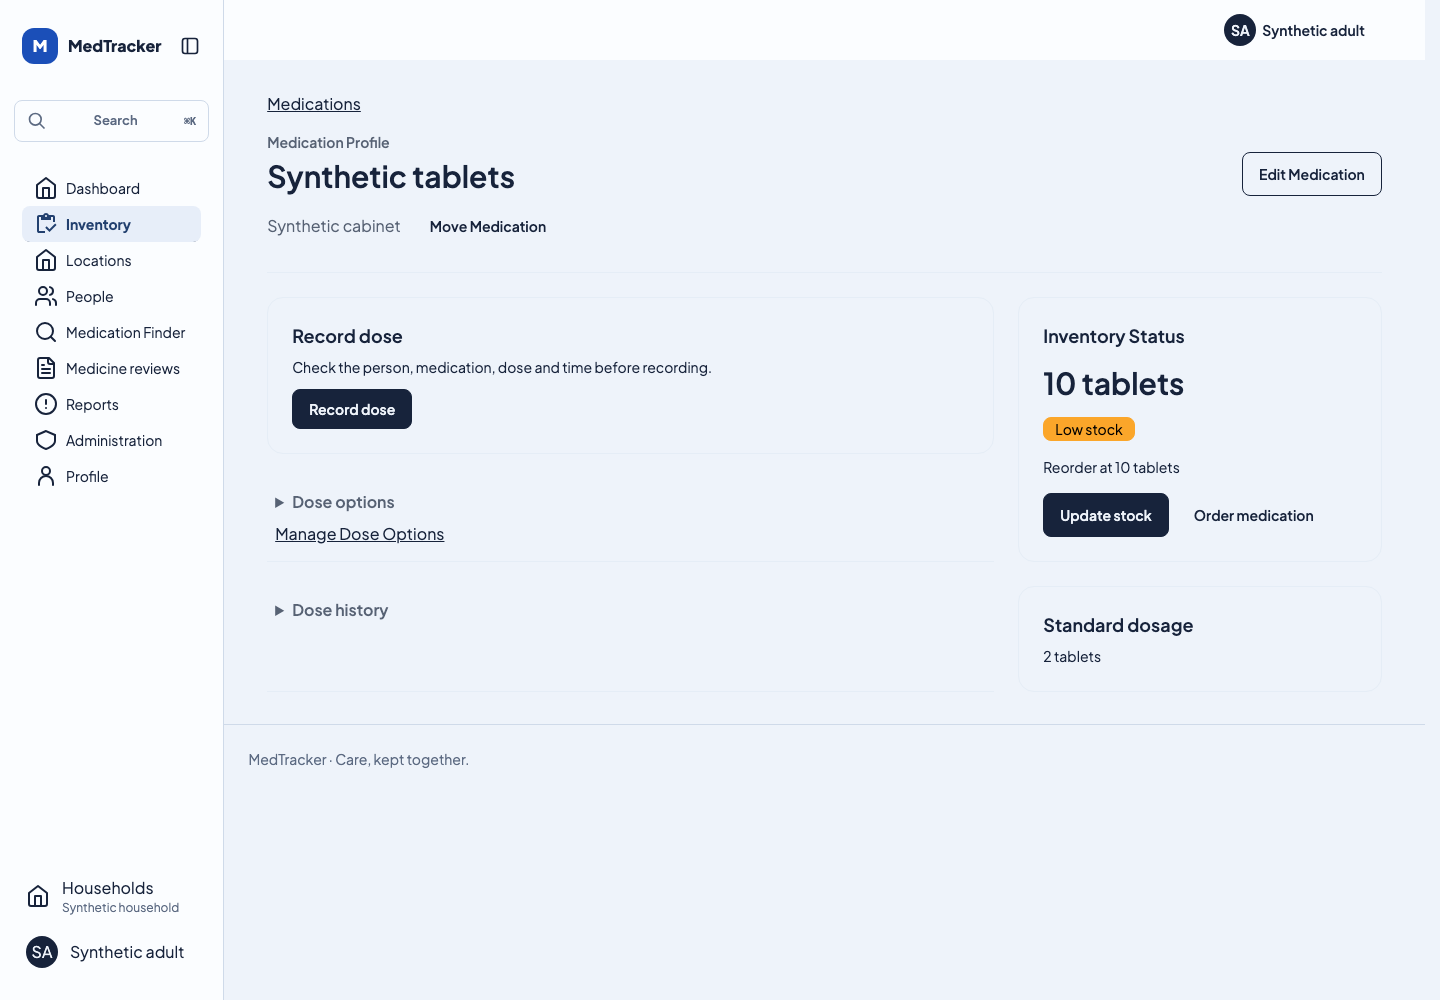 M MedTracker
Search ⌘K
Dashboard
Inventory
Locations
People
Medication Finder
Medicine reviews
Reports
Administration
Profile
Households
Synthetic household
SA Synthetic adult
SA Synthetic adult
Medications
Medication Profile
Synthetic tablets
Edit Medication
Synthetic cabinet Move Medication
Record dose
Check the person, medication, dose and time before recording.
Record dose
Dose options
Manage Dose Options
Dose history
Inventory Status
10 tablets
Low stock
Reorder at 10 tablets
Update stock Order medication
Standard dosage
2 tablets
MedTracker · Care, kept together.